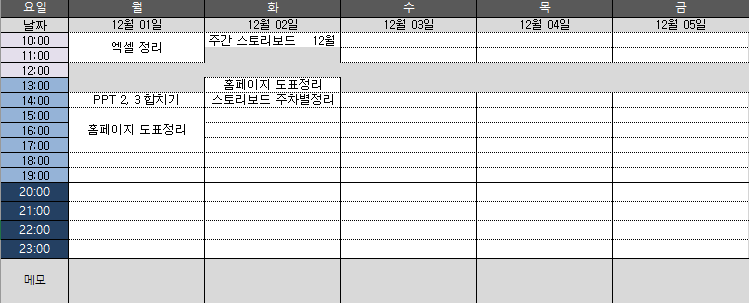 요일 월 화 수 목 금
날짜 12월 01일 12월 02일 12월 03일 12월 04일 12월 05일
10:00 엑셀 정리 주간 스토리보드 12월
11:00
12:00
13:00 홈페이지 도표정리
14:00 PPT 2, 3 합치기 스토리보드 주차별정리
15:00
16:00 홈페이지 도표정리
17:00
18:00
19:00
20:00
21:00
22:00
23:00
메모